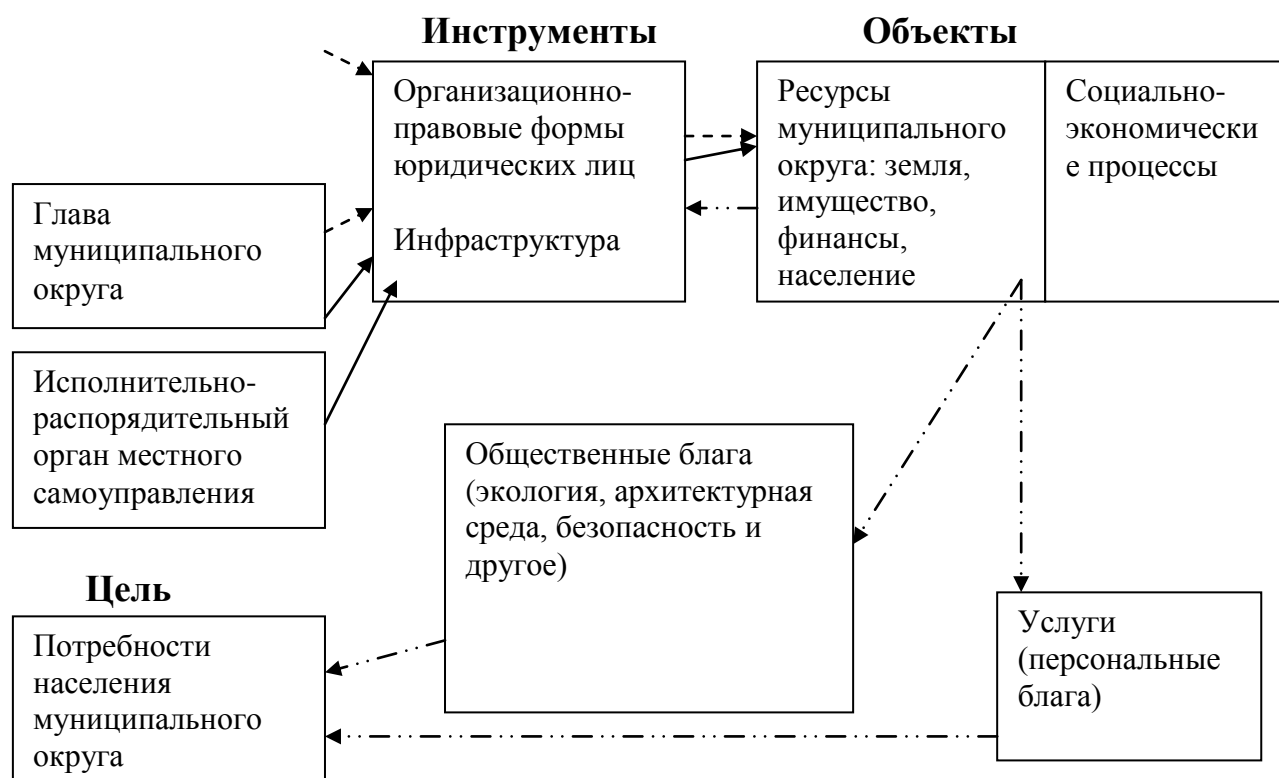 Инструменты
Объекты
Организационно-
правовые формы
юридических лиц
Инфраструктура
Ресурсы
муниципального
округа: земля,
имущество,
финансы,
население
Социально-
экономически
е процессы
Глава
муниципального
округа
Исполнительно-
распорядительный
орган местного
самоуправления
Общественные блага
(экология, архитектурная
среда, безопасность и
другое)
Цель
Потребности
населения
муниципального
округа
Услуги
(персональные
блага)